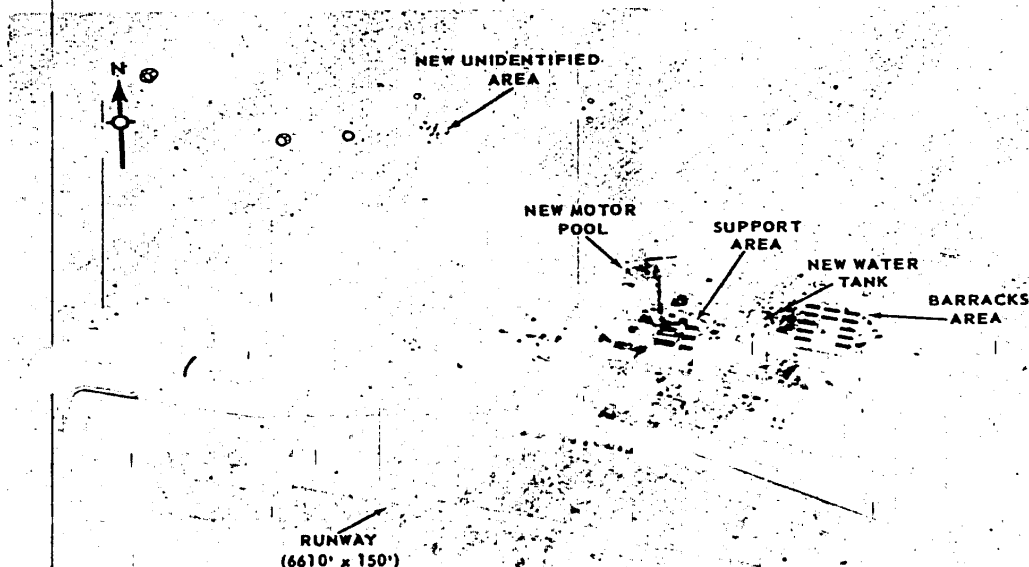 N
NEW UNIDENTIFIED
AREA
NEW MOTOR
POOL
SUPPORT
AREA
NEW WATER
TANK
BARRACKS
AREA
RUNWAY
(6610' x 150')